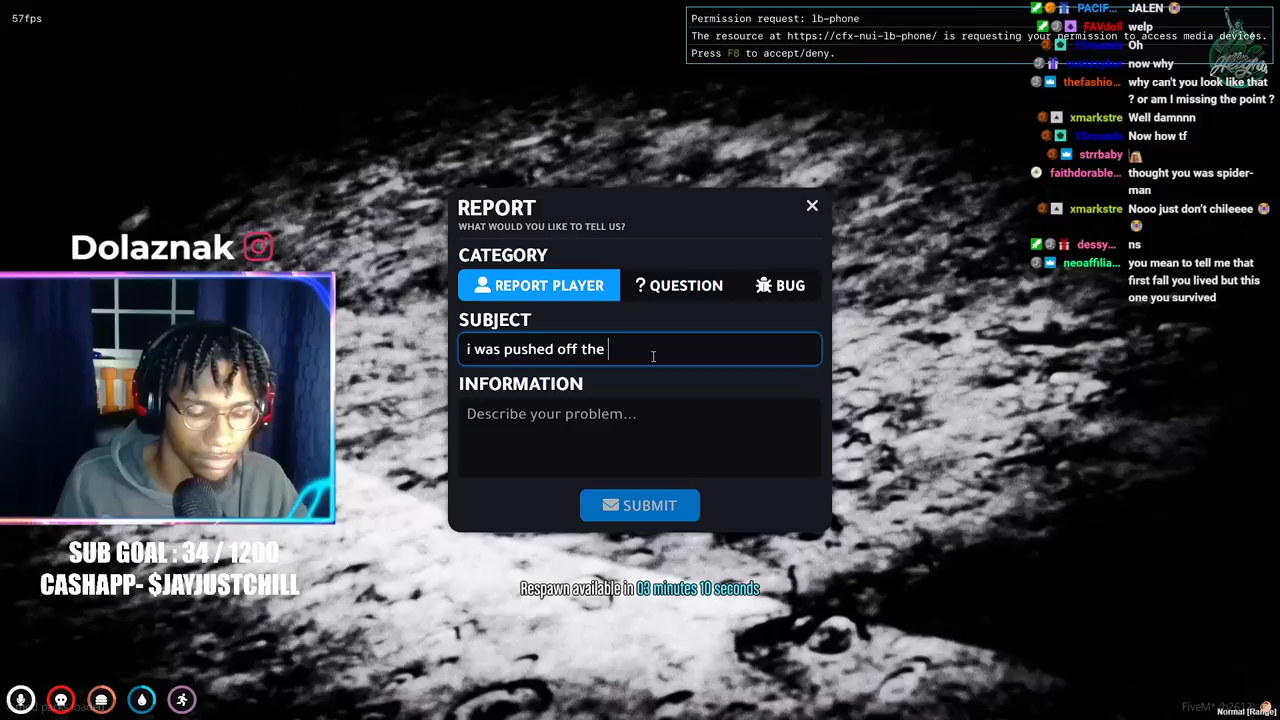 57fps
Permission request: lb-phone
The resource at https://cfx-nui-lb-phone/ is requesting your permission to access media devices.
Press F8 to accept/deny.
PACIF... JALEN
FAVdoll welp
Oh
now why
thefashio... why can't you look like that
? or am I missing the point ?
xmarkstre Well damnnn
Now how tf
strrbaby
faithdorable... thought you was spider-
man
xmarkstre Nooo just don't chileeee
dessy... ns
neoaffilia... you mean to tell me that
first fall you lived but this
one you survived
Dolaznak
REPORT
WHAT WOULD YOU LIKE TO TELL US?
CATEGORY
REPORT PLAYER
? QUESTION
BUG
SUBJECT
i was pushed off the
INFORMATION
Describe your problem...
SUBMIT
SUB GOAL : 34 / 1200
CASHAPP- $JAYJUSTCHILL
Respawn available in 03 minutes 10 seconds
Normal [Range]